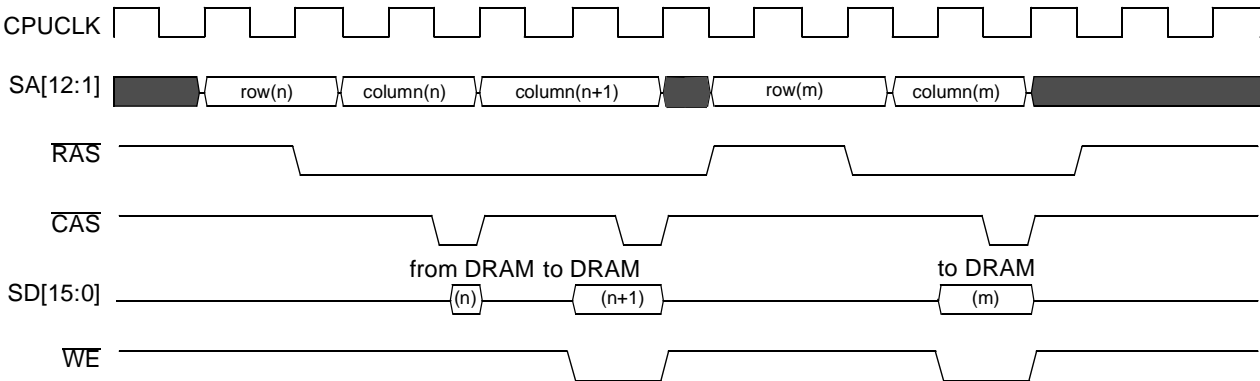 CPUCLK
SA[12:1] row(n) column(n) column(n+1) row(m) column(m)
RAS
CAS
from DRAM to DRAM to DRAM
SD[15:0] (n) (n+1) (m)
WE